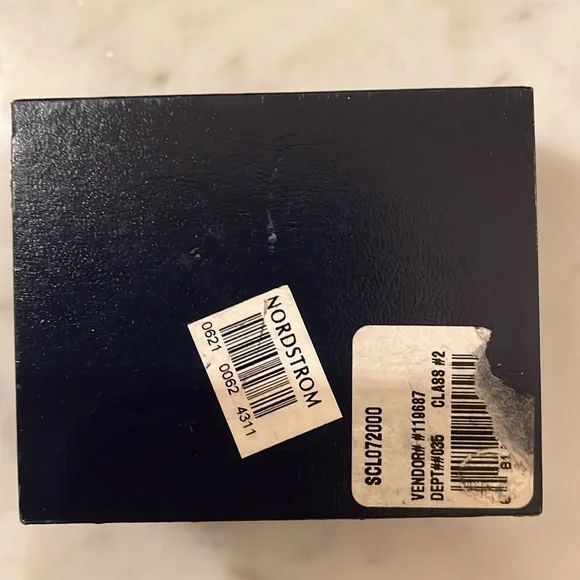 NORDSTROM
0621 0062 4311
SCL072000
VENDOR# #119687
DEPT##035 CLASS #2